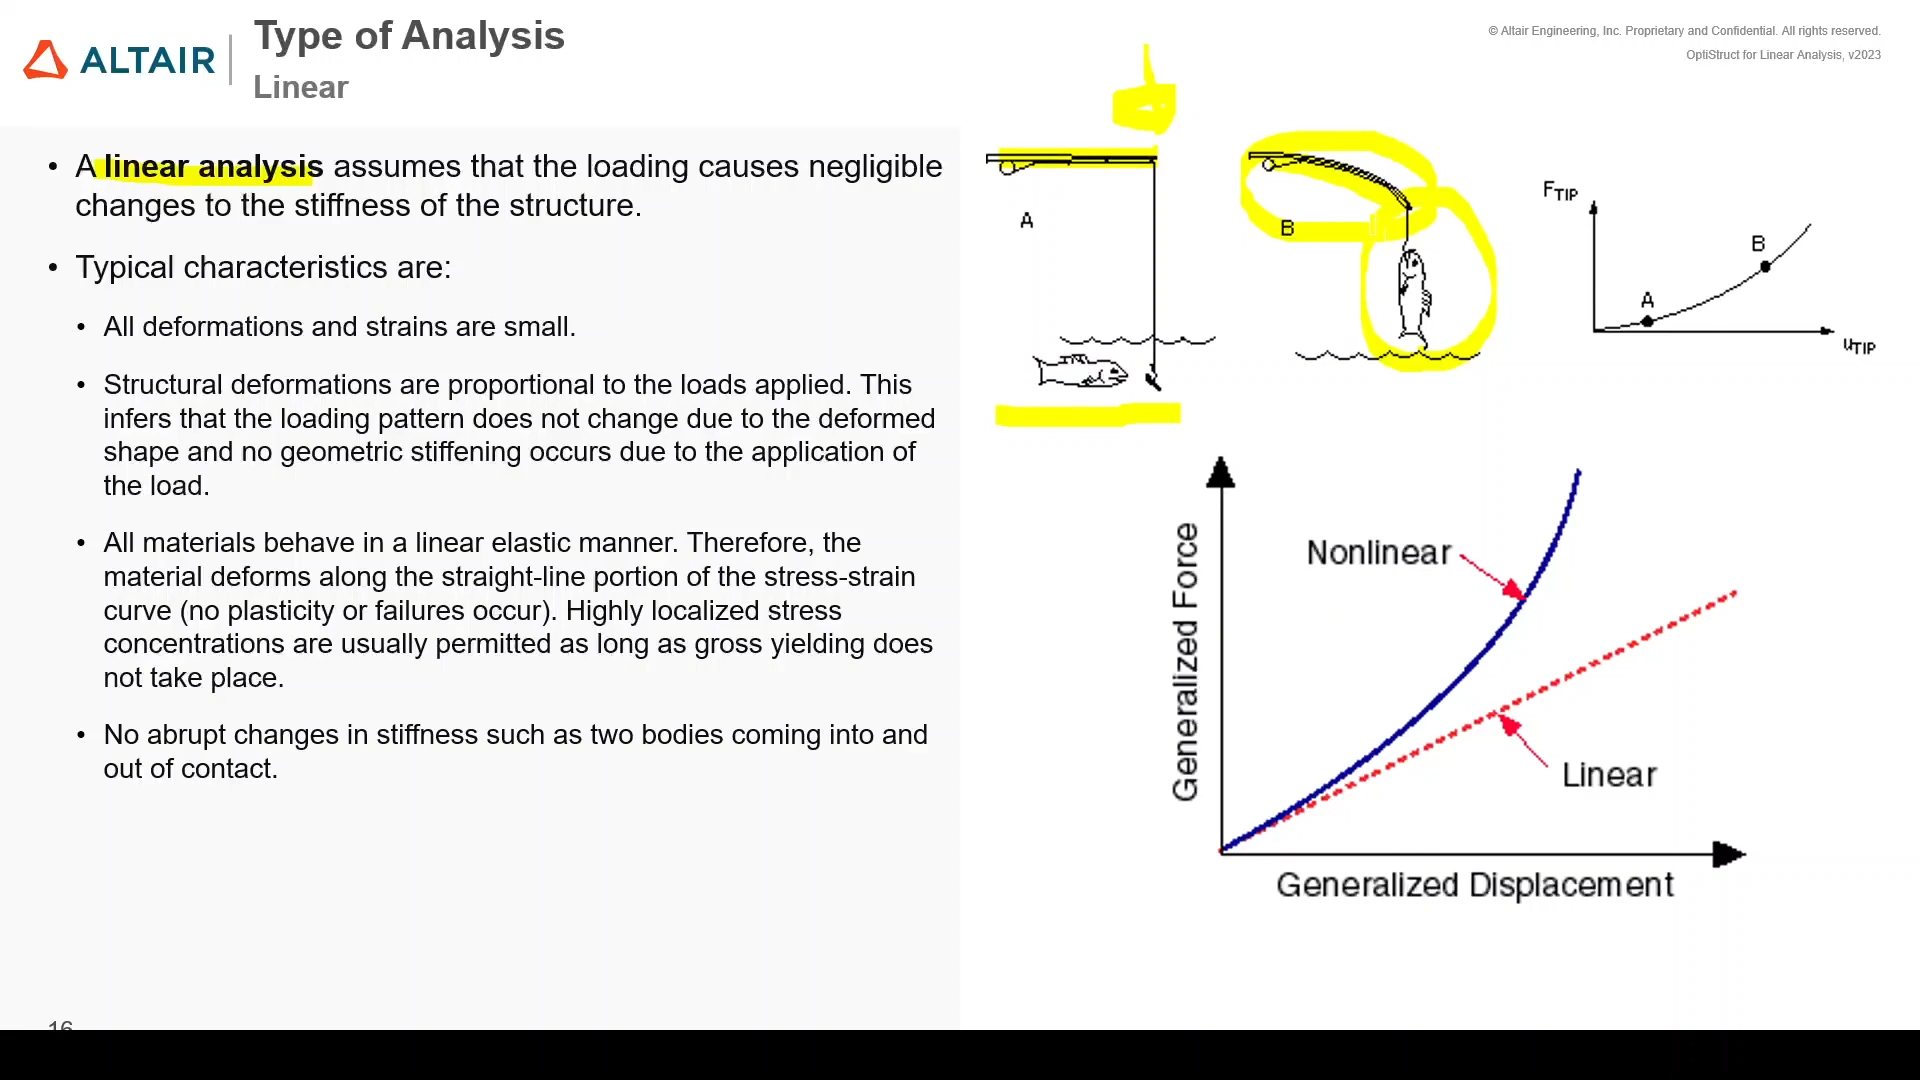 ALTAIR
Type of Analysis
Linear
© Altair Engineering, Inc. Proprietary and Confidential. All rights reserved.
OptiStruct for Linear Analysis, v2023
• A linear analysis assumes that the loading causes negligible
changes to the stiffness of the structure.
• Typical characteristics are:
• All deformations and strains are small.
• Structural deformations are proportional to the loads applied. This
infers that the loading pattern does not change due to the deformed
shape and no geometric stiffening occurs due to the application of
the load.
• All materials behave in a linear elastic manner. Therefore, the
material deforms along the straight-line portion of the stress-strain
curve (no plasticity or failures occur). Highly localized stress
concentrations are usually permitted as long as gross yielding does
not take place.
• No abrupt changes in stiffness such as two bodies coming into and
out of contact.
A
B
FTIP
B
A
uTIP
Generalized Force
Nonlinear
Linear
Generalized Displacement
16